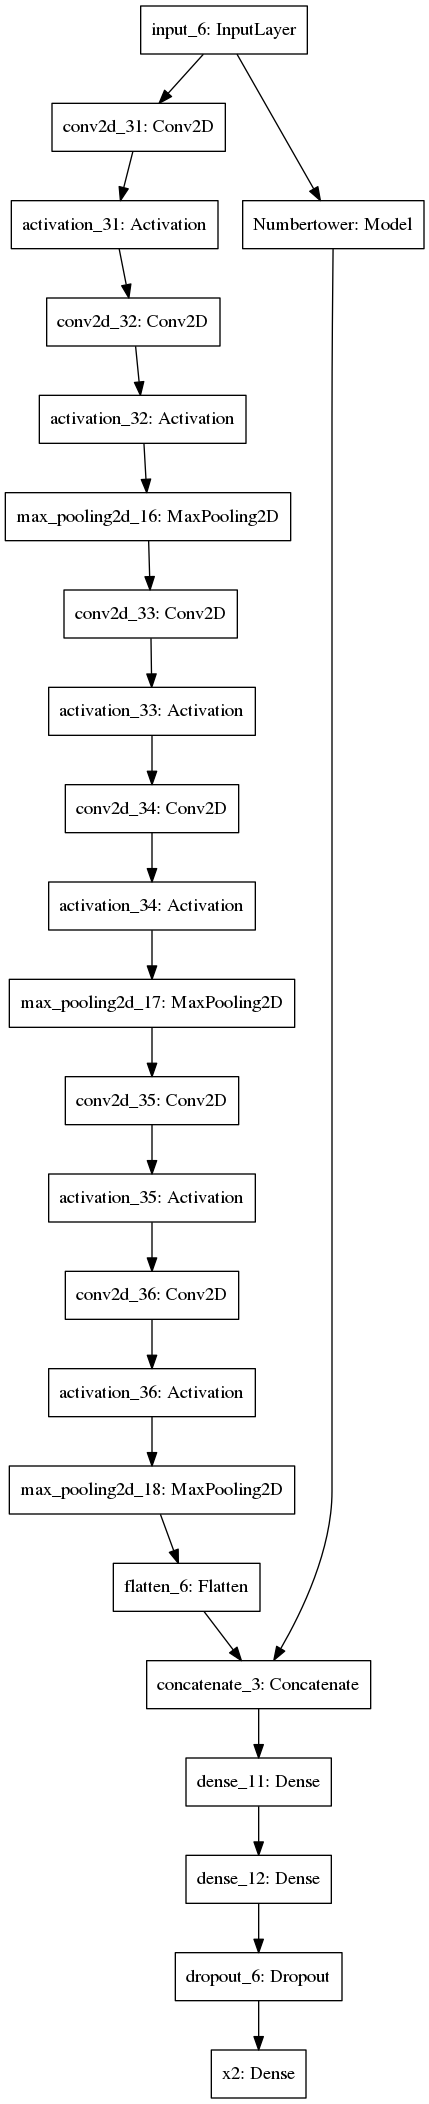 input_6: InputLayer
conv2d_31: Conv2D
activation_31: Activation
Numbertower: Model
conv2d_32: Conv2D
activation_32: Activation
max_pooling2d_16: MaxPooling2D
conv2d_33: Conv2D
activation_33: Activation
conv2d_34: Conv2D
activation_34: Activation
max_pooling2d_17: MaxPooling2D
conv2d_35: Conv2D
activation_35: Activation
conv2d_36: Conv2D
activation_36: Activation
max_pooling2d_18: MaxPooling2D
flatten_6: Flatten
concatenate_3: Concatenate
dense_11: Dense
dense_12: Dense
dropout_6: Dropout
x2: Dense